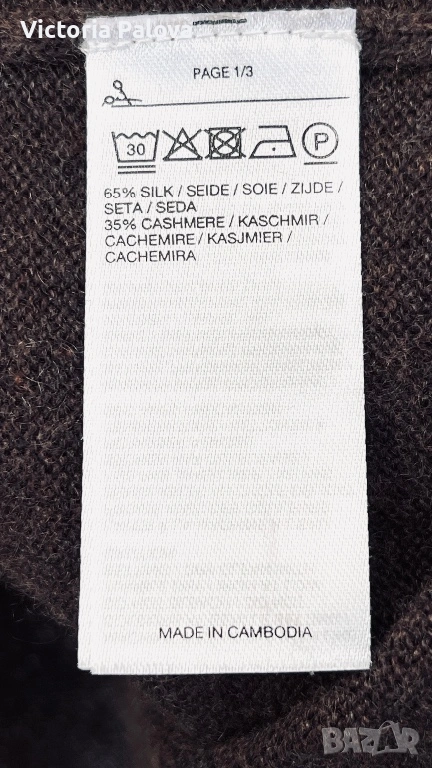 Victoria Palova
PAGE 1/3
30 P
65% SILK / SEIDE / SOIE / ZIJDE /
SETA / SEDA
35% CASHMERE / KASCHMIR /
CACHEMIRE / KASJMIER /
CACHEMIRA
MADE IN CAMBODIA
BAZAR